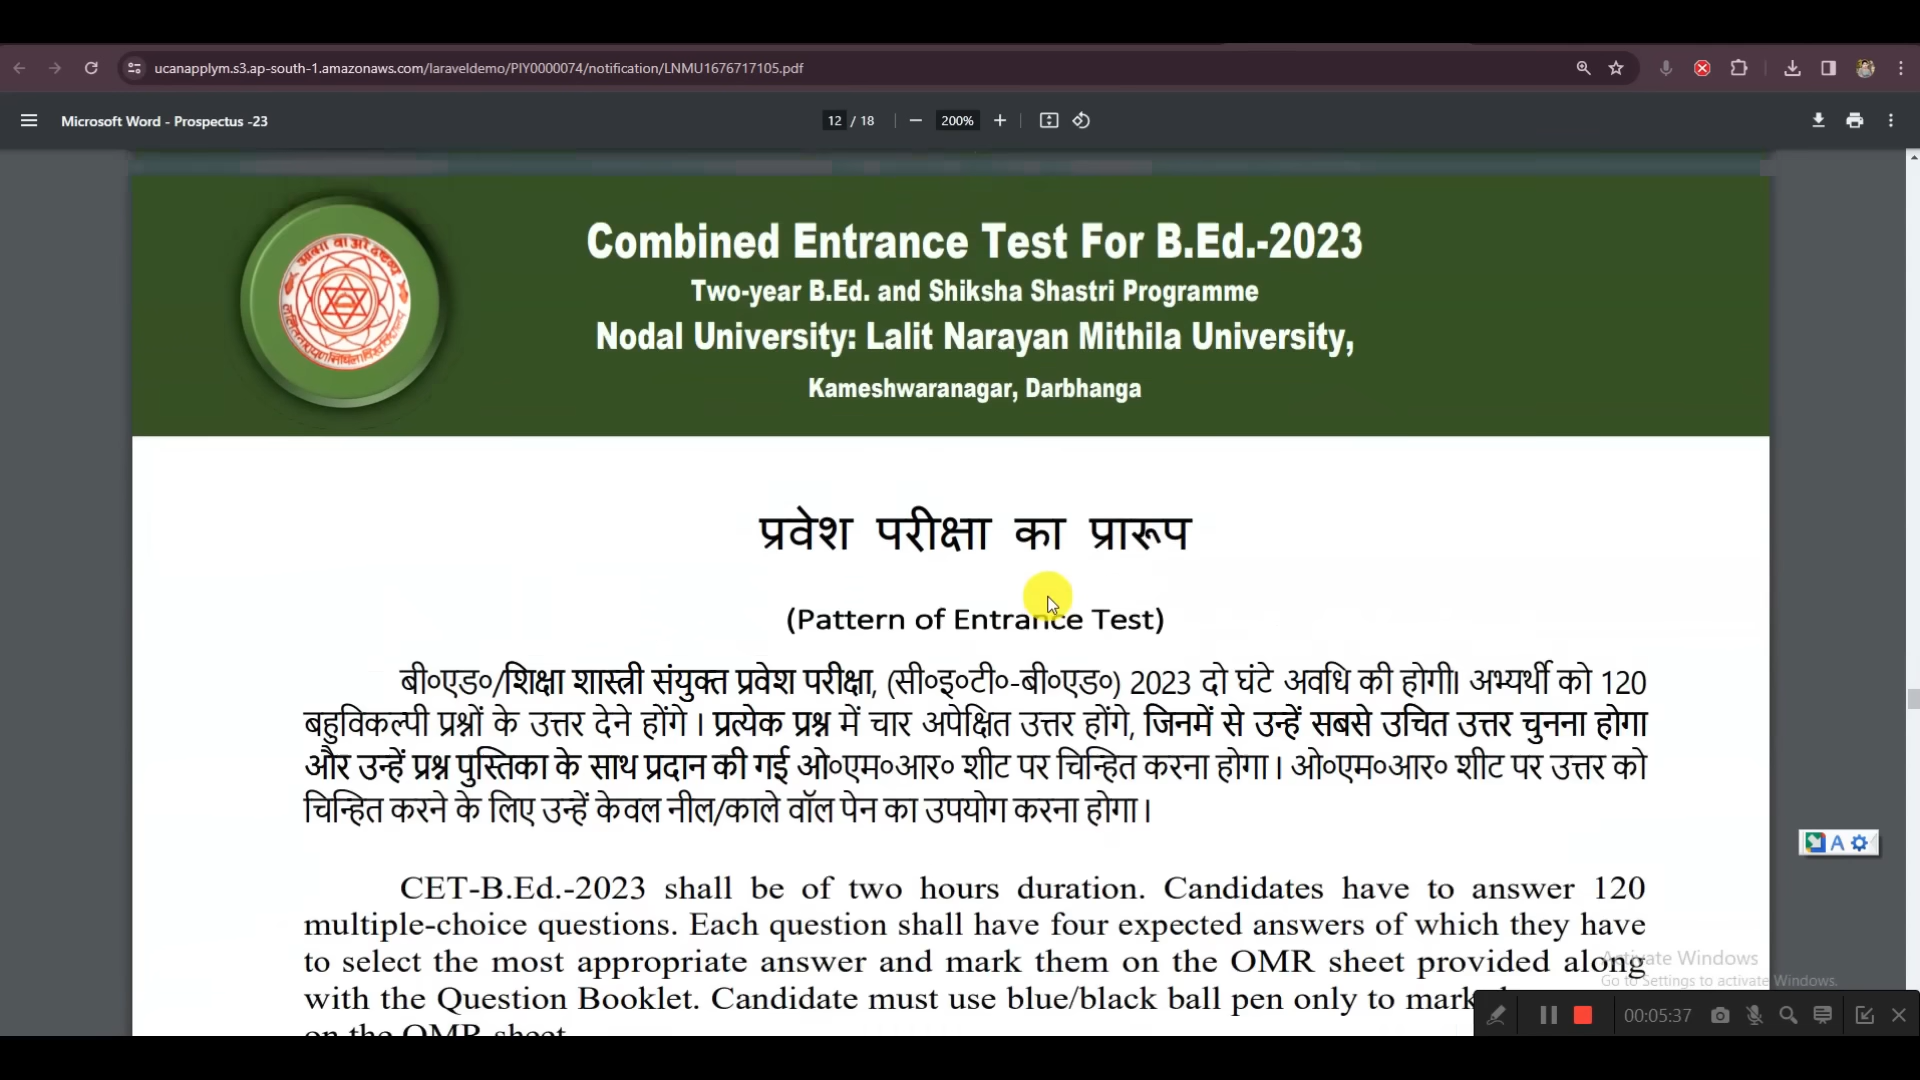 ucanapplym.s3.ap-south-1.amazonaws.com/laraveldemo/PIY0000074/notification/LNMU1676717105.pdf
Microsoft Word - Prospectus -23
12 / 18
200%
Combined Entrance Test For B.Ed.-2023
Two-year B.Ed. and Shiksha Shastri Programme
Nodal University: Lalit Narayan Mithila University,
Kameshwaranagar, Darbhanga
प्रवेश परीक्षा का प्रारूप
(Pattern of Entrance Test)
बी०एड०/शिक्षा शास्त्री संयुक्त प्रवेश परीक्षा, (सी०इ०टी०-बी०एड०) 2023 दो घंटे अवधि की होगी। अभ्यर्थी को 120
बहुविकल्पी प्रश्नों के उत्तर देने होंगे । प्रत्येक प्रश्न में चार अपेक्षित उत्तर होंगे, जिनमें से उन्हें सबसे उचित उत्तर चुनना होगा
और उन्हें प्रश्न पुस्तिका के साथ प्रदान की गई ओ०एम०आर० शीट पर चिन्हित करना होगा । ओ०एम०आर० शीट पर उत्तर को
चिन्हित करने के लिए उन्हें केवल नील/काले वॉल पेन का उपयोग करना होगा ।
CET-B.Ed.-2023 shall be of two hours duration. Candidates have to answer 120
multiple-choice questions. Each question shall have four expected answers of which they have
to select the most appropriate answer and mark them on the OMR sheet provided along
with the Question Booklet. Candidate must use blue/black ball pen only to mark
on the OMR sheet.
A
Activate Windows
Go to Settings to activate Windows.
00:05:37